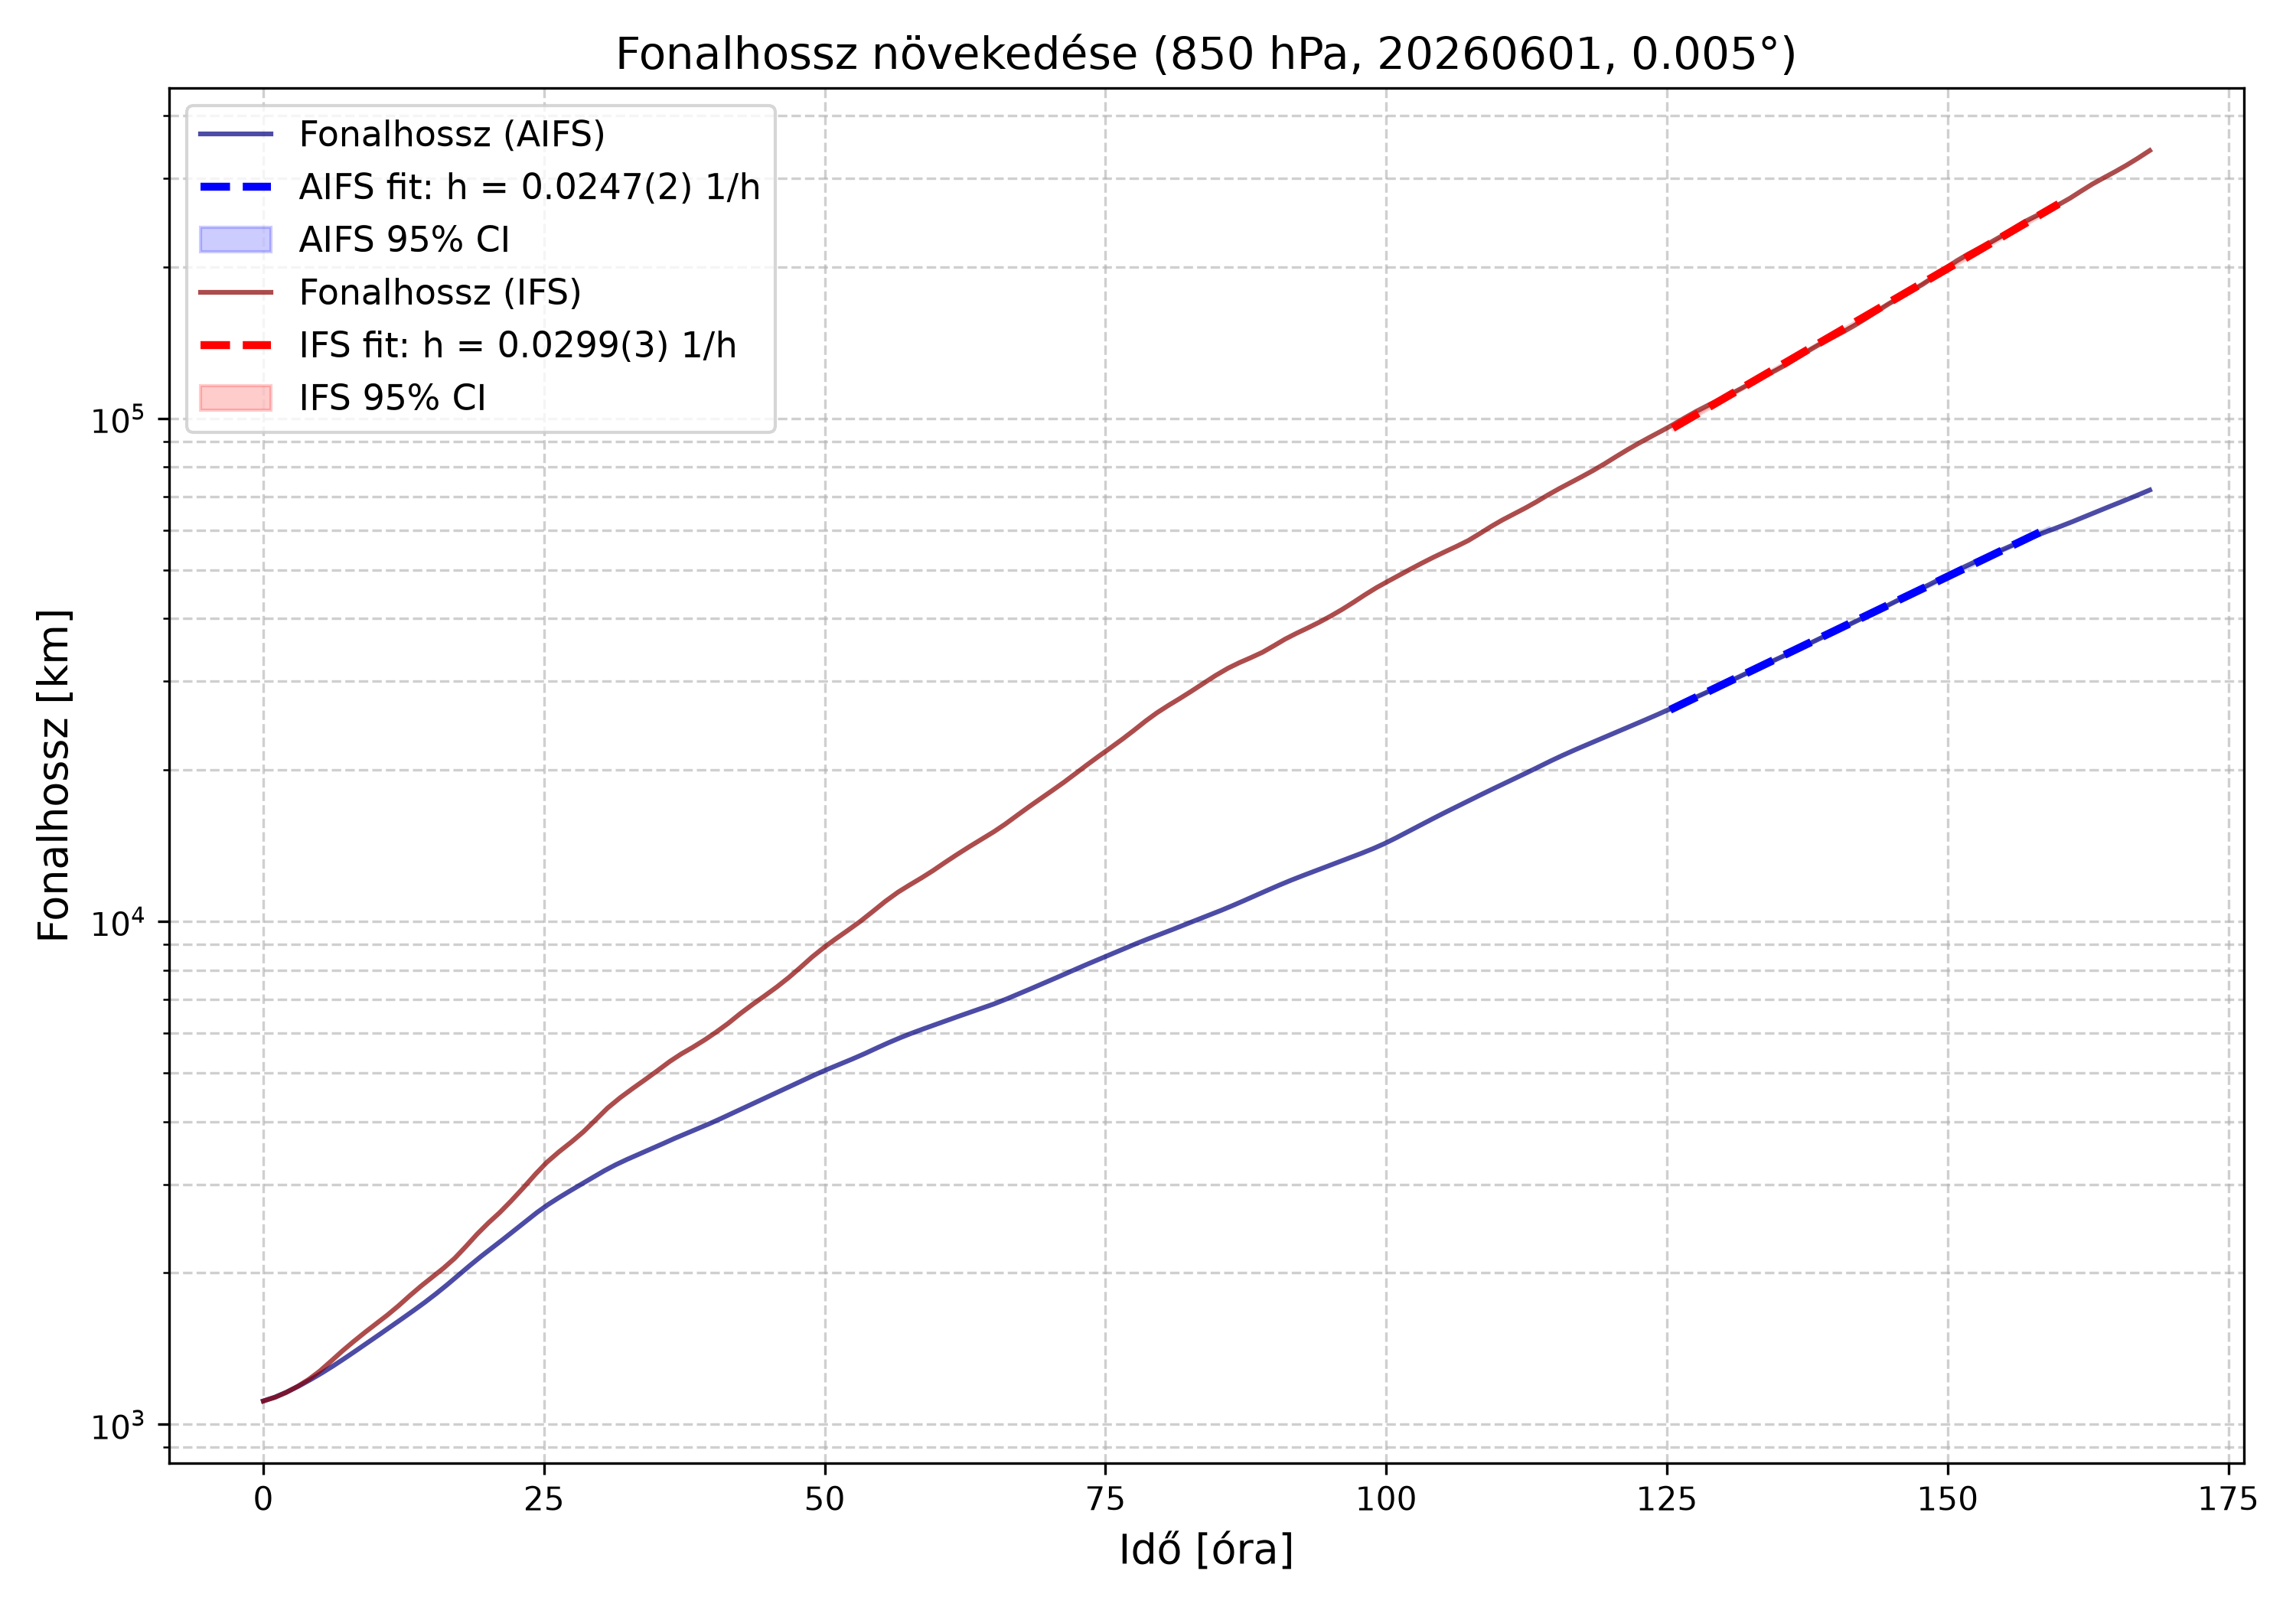 Fonalhossz növekedése (850 hPa, 20260601, 0.005°)
Fonalhossz (AIFS)
AIFS fit: h = 0.0247(2) 1/h
AIFS 95% CI
Fonalhossz (IFS)
IFS fit: h = 0.0299(3) 1/h
IFS 95% CI
Fonalhossz [km]
10⁵
10⁴
10³
0 25 50 75 100 125 150 175
Idő [óra]